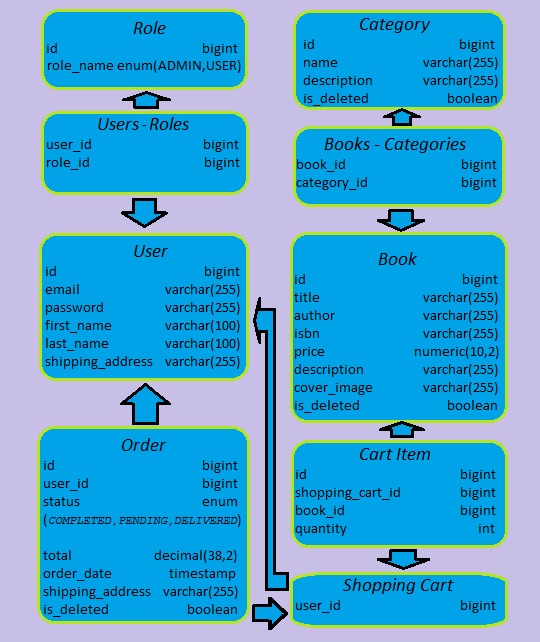 Role
id bigint
role_name enum(ADMIN,USER)
Users-Roles
user_id bigint
role_id bigint
User
id bigint
email varchar(255)
password varchar(255)
first_name varchar(100)
last_name varchar(100)
shipping_address varchar(255)
Order
id bigint
user_id bigint
status enum
(COMPLETED,PENDING,DELIVERED)
total decimal(38,2)
order_date timestamp
shipping_address varchar(255)
is_deleted boolean
Category
id bigint
name varchar(255)
description varchar(255)
is_deleted boolean
Books - Categories
book_id bigint
category_id bigint
Book
id bigint
title varchar(255)
author varchar(255)
isbn varchar(255)
price numeric(10,2)
description varchar(255)
cover_image varchar(255)
is_deleted boolean
Cart Item
id bigint
shopping_cart_id bigint
book_id bigint
quantity int
Shopping Cart
user_id bigint